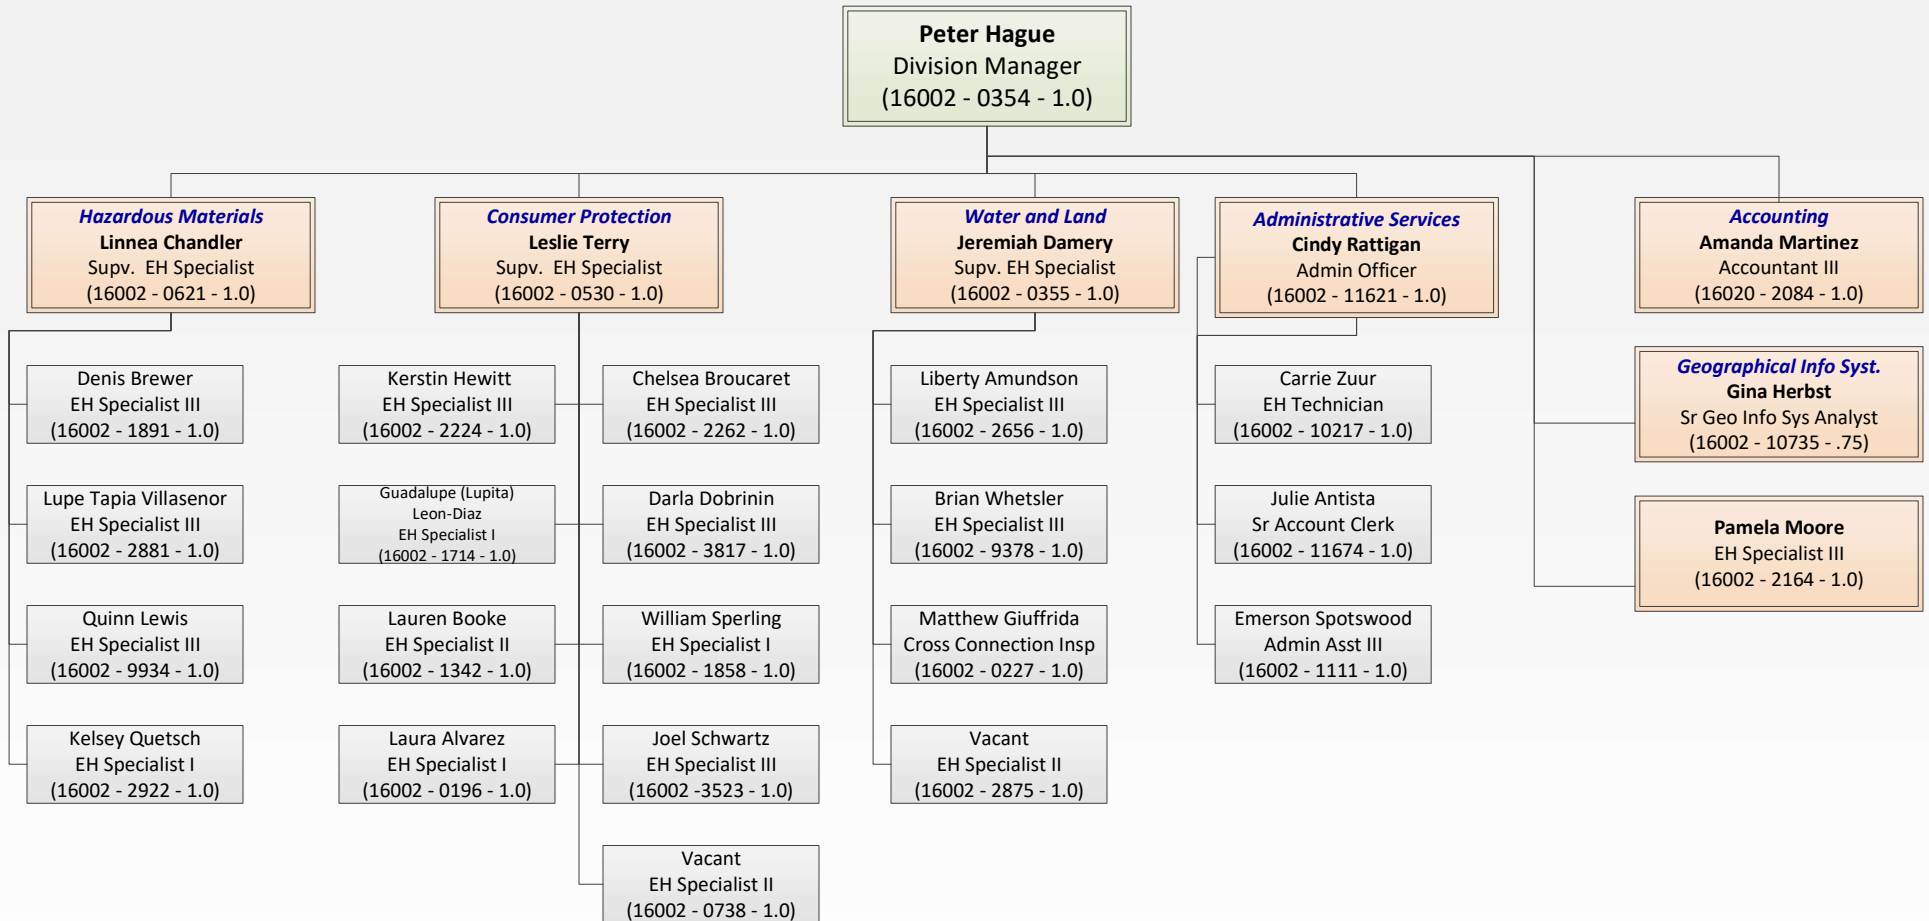 Peter Hague
Division Manager
(16002 - 0354 - 1.0)
Hazardous Materials
Linnea Chandler
Supv.  EH Specialist
(16002 - 0621 - 1.0)
Consumer Protection
Leslie Terry
Supv.  EH Specialist
(16002 - 0530 - 1.0)
Water and Land
Jeremiah Damery
Supv. EH Specialist
(16002 - 0355 - 1.0)
Administrative Services
Cindy Rattigan
Admin Officer
(16002 - 11621 - 1.0)
Accounting
Amanda Martinez
Accountant III
(16020 - 2084 - 1.0)
Geographical Info Syst.
Gina Herbst
Sr Geo Info Sys Analyst
(16002 - 10735 - .75)
Pamela Moore
EH Specialist III
(16002 - 2164 - 1.0)
Denis Brewer
EH Specialist III
(16002 - 1891 - 1.0)
Lupe Tapia Villasenor
EH Specialist III
(16002 - 2881 - 1.0)
Quinn Lewis
EH Specialist III
(16002 - 9934 - 1.0)
Kelsey Quetsch
EH Specialist I
(16002 - 2922 - 1.0)
Kerstin Hewitt
EH Specialist III
(16002 - 2224 - 1.0)
Guadalupe (Lupita)
Leon-Diaz
EH Specialist I
(16002 - 1714 - 1.0)
Lauren Booke
EH Specialist II
(16002 - 1342 - 1.0)
Laura Alvarez
EH Specialist I
(16002 - 0196 - 1.0)
Chelsea Broucaret
EH Specialist III
(16002 - 2262 - 1.0)
Darla Dobrinin
EH Specialist III
(16002 - 3817 - 1.0)
William Sperling
EH Specialist I
(16002 - 1858 - 1.0)
Joel Schwartz
EH Specialist III
(16002 -3523 - 1.0)
Vacant
EH Specialist II
(16002 - 0738 - 1.0)
Liberty Amundson
EH Specialist III
(16002 - 2656 - 1.0)
Brian Whetsler
EH Specialist III
(16002 - 9378 - 1.0)
Matthew Giuffrida
Cross Connection Insp
(16002 - 0227 - 1.0)
Vacant
EH Specialist II
(16002 - 2875 - 1.0)
Carrie Zuur
EH Technician
(16002 - 10217 - 1.0)
Julie Antista
Sr Account Clerk
(16002 - 11674 - 1.0)
Emerson Spotswood
Admin Asst III
(16002 - 1111 - 1.0)